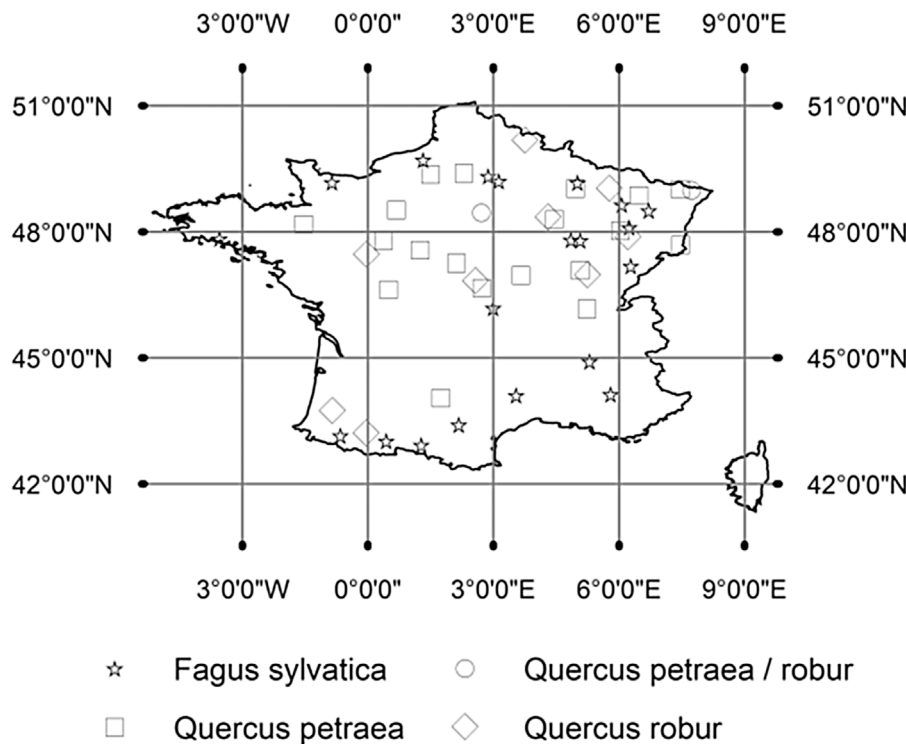 3°0'0"W 0°0'0" 3°0'0"E 6°0'0"E 9°0'0"E
51°0'0"N 51°0'0"N
48°0'0"N 48°0'0"N
45°0'0"N 45°0'0"N
42°0'0"N 42°0'0"N
3°0'0"W 0°0'0" 3°0'0"E 6°0'0"E 9°0'0"E
Fagus sylvatica Quercus petraea / robur
Quercus petraea Quercus robur